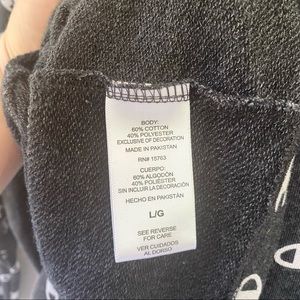 BODY:
60% COTTON
40% POLYESTER
EXCLUSIVE OF DECORATION
MADE IN PAKISTAN
RN# 15763
CUERPO:
60% ALGODON
40% POLIÉSTER
SIN INCLUIR LA DECORACIÓN
HECHO EN PAKISTÁN
L/G
SEE REVERSE
FOR CARE
VER CUIDADOS
AL DORSO